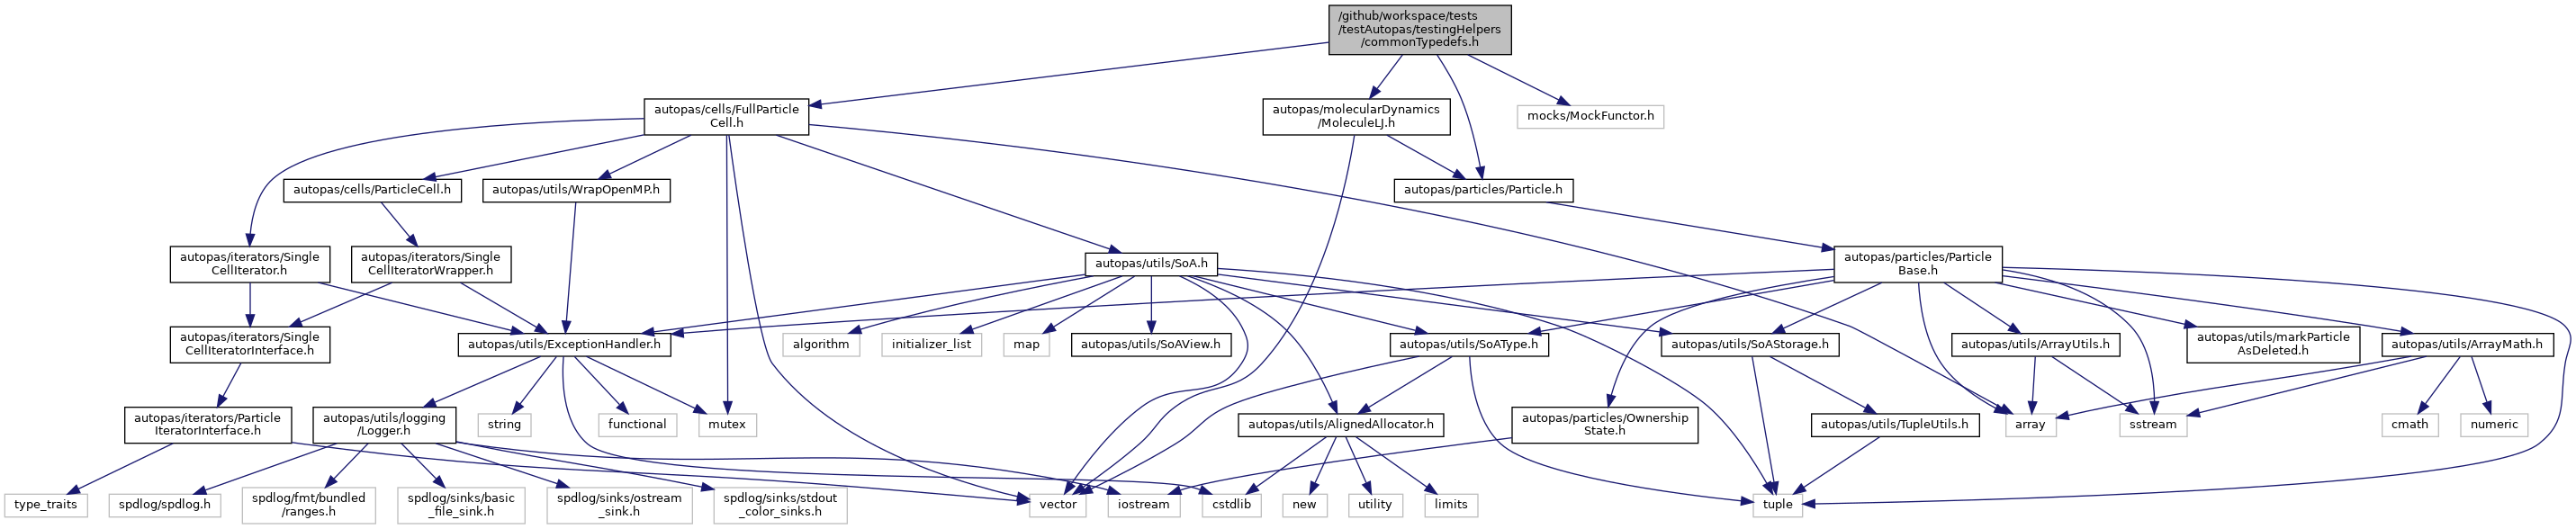 /github/workspace/tests
/testAutopas/testingHelpers
/commonTypedefs.h
autopas/cells/FullParticle
Cell.h
autopas/molecularDynamics
/MoleculeLJ.h
mocks/MockFunctor.h
autopas/cells/ParticleCell.h
autopas/utils/WrapOpenMP.h
autopas/particles/Particle.h
autopas/iterators/Single
CellIterator.h
autopas/iterators/Single
CellIteratorWrapper.h
autopas/utils/SoA.h
autopas/particles/Particle
Base.h
autopas/iterators/Single
CellIteratorInterface.h
autopas/utils/ExceptionHandler.h
algorithm
initializer_list
map
autopas/utils/SoAView.h
autopas/utils/SoAType.h
autopas/utils/SoAStorage.h
autopas/utils/ArrayUtils.h
autopas/utils/markParticle
AsDeleted.h
autopas/utils/ArrayMath.h
autopas/iterators/Particle
IteratorInterface.h
autopas/utils/logging
/Logger.h
string
functional
mutex
autopas/utils/AlignedAllocator.h
autopas/particles/Ownership
State.h
autopas/utils/TupleUtils.h
array
sstream
cmath
numeric
type_traits
spdlog/spdlog.h
spdlog/fmt/bundled
/ranges.h
spdlog/sinks/basic
_file_sink.h
spdlog/sinks/ostream
_sink.h
spdlog/sinks/stdout
_color_sinks.h
vector
iostream
cstdlib
new
utility
limits
tuple